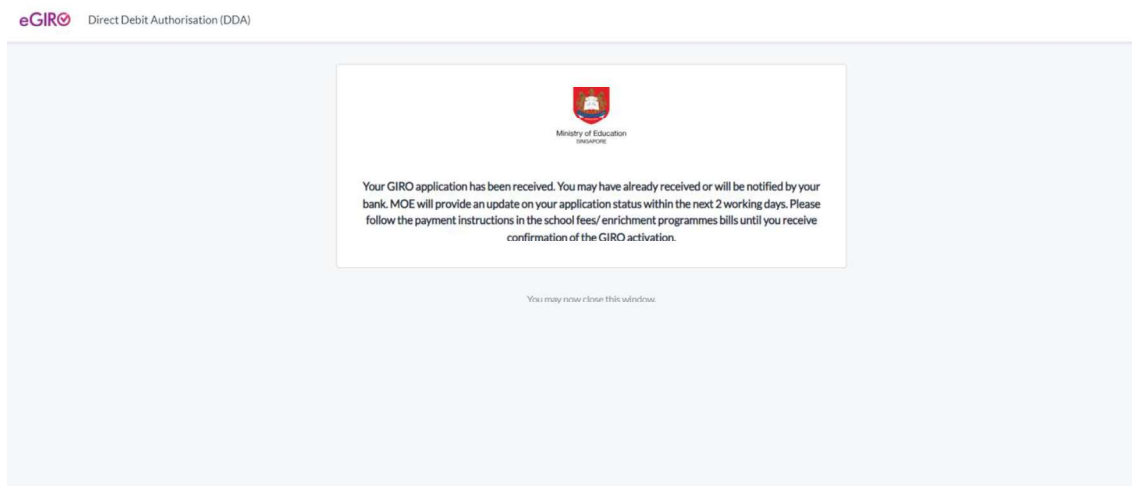 eGIRO Direct Debit Authorisation (DDA)
Ministry of Education
SINGAPORE
Your GIRO application has been received. You may have already received or will be notified by your
bank. MOE will provide an update on your application status within the next 2 working days. Please
follow the payment instructions in the school fees/ enrichment programmes bills until you receive
confirmation of the GIRO activation.
You may now close this window.